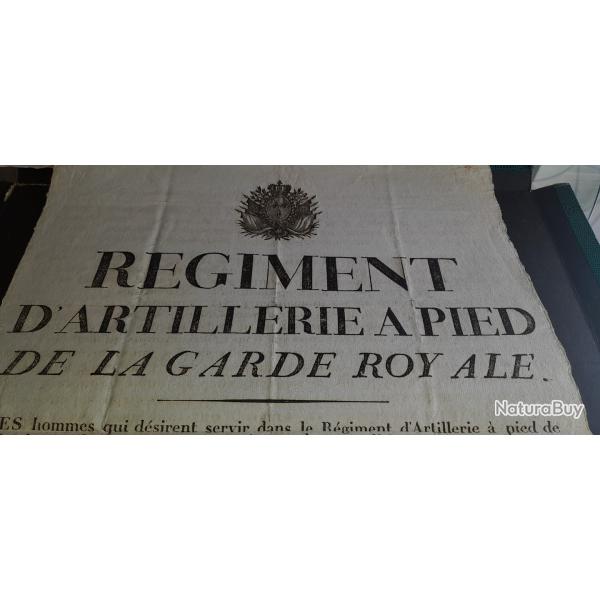 REGIMENT
D'ARTILLERIE A PIED
DE LA GARDE ROYALE.
ES hommes qui désirent servir dans le Régiment d'Artillerie à pied de
NaturaBuy